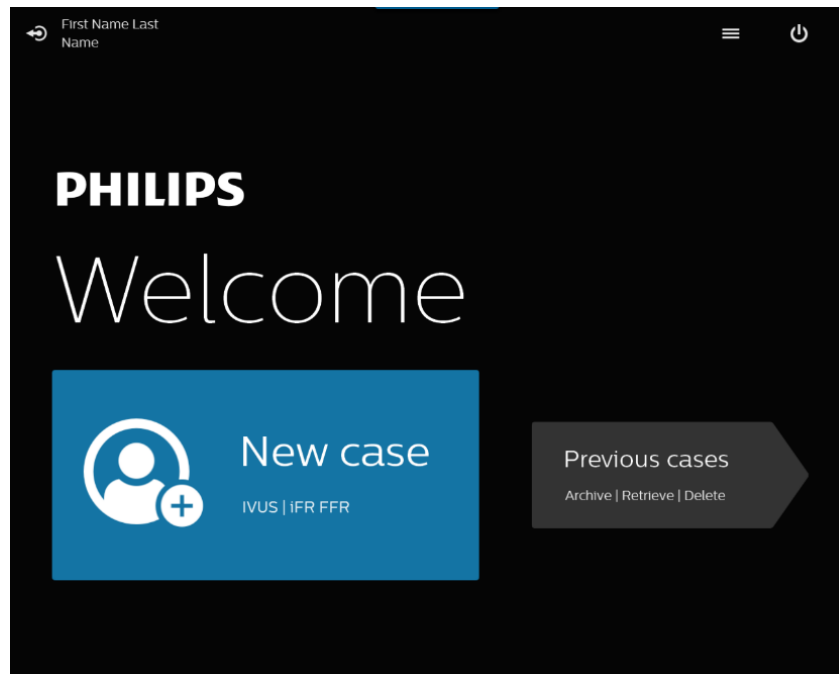 First Name Last
Name
PHILIPS
Welcome
New case
IVUS | iFR FFR
Previous cases
Archive | Retrieve | Delete